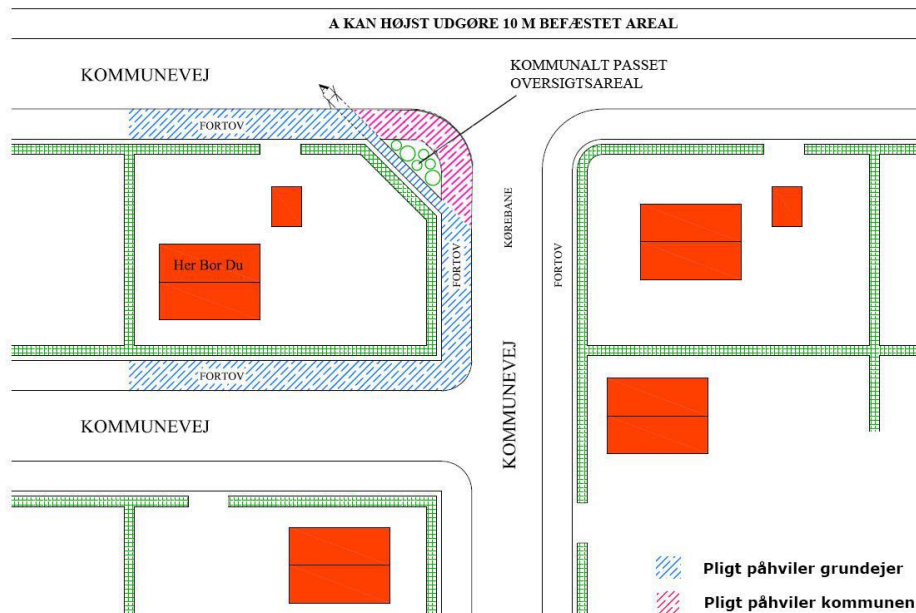 A KAN HØJST UDGØRE 10 M BEFÆSTET AREAL
KOMMUNEVEJ
KOMMUNALT PASSET
OVERSIGTSAREAL
FORTOV
KØREBANE
Her Bor Du
FORTOV
FORTOV
FORTOV
KOMMUNEVEJ
KOMMUNEVEJ
Pligt påhviler grundejer
Pligt påhviler kommunen